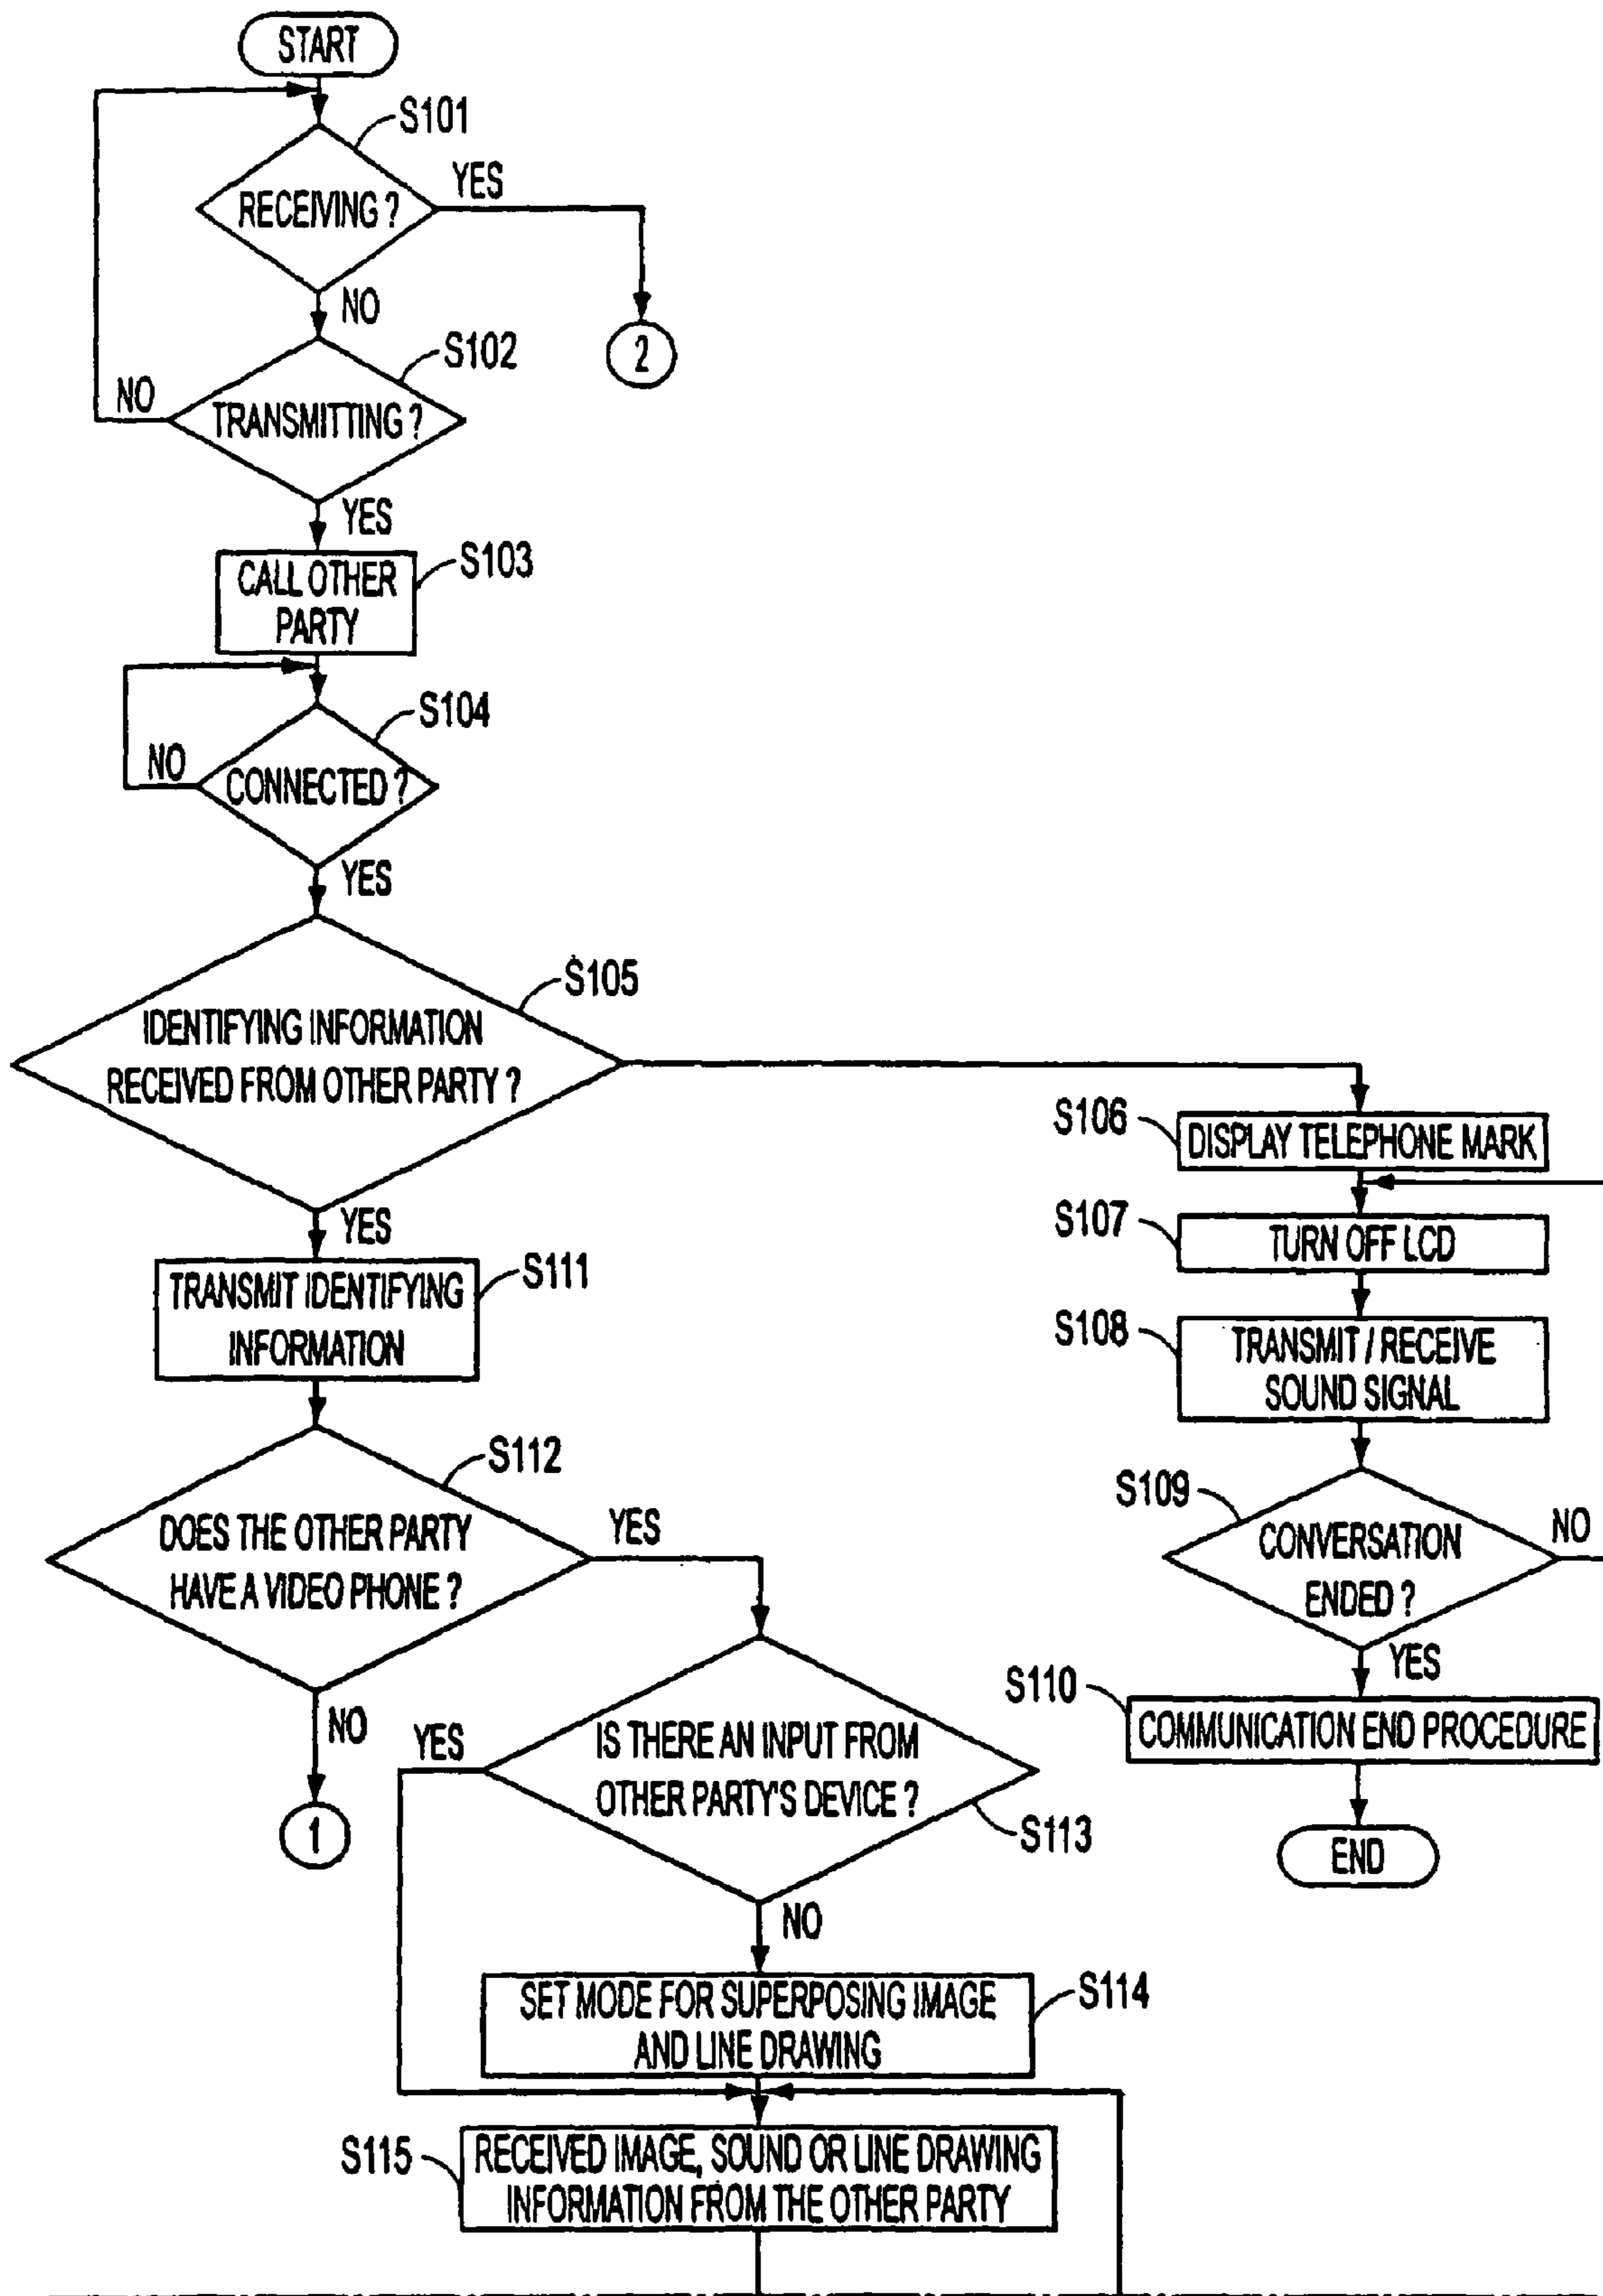 START
S101
RECEIVING ?
YES
2
NO
S102
TRANSMITTING ?
NO
YES
S103
CALL OTHER
PARTY
S104
CONNECTED ?
NO
YES
S105
IDENTIFYING INFORMATION
RECEIVED FROM OTHER PARTY ?
YES
S106
DISPLAY TELEPHONE MARK
S107
TURN OFF LCD
S108
TRANSMIT / RECEIVE
SOUND SIGNAL
S109
CONVERSATION
ENDED ?
NO
YES
S110
COMMUNICATION END PROCEDURE
END
S111
TRANSMIT IDENTIFYING
INFORMATION
S112
DOES THE OTHER PARTY
HAVE A VIDEO PHONE ?
YES
NO
1
IS THERE AN INPUT FROM
OTHER PARTY'S DEVICE ?
YES
S113
NO
S114
SET MODE FOR SUPERPOSING IMAGE
AND LINE DRAWING
S115
RECEIVED IMAGE, SOUND OR LINE DRAWING
INFORMATION FROM THE OTHER PARTY